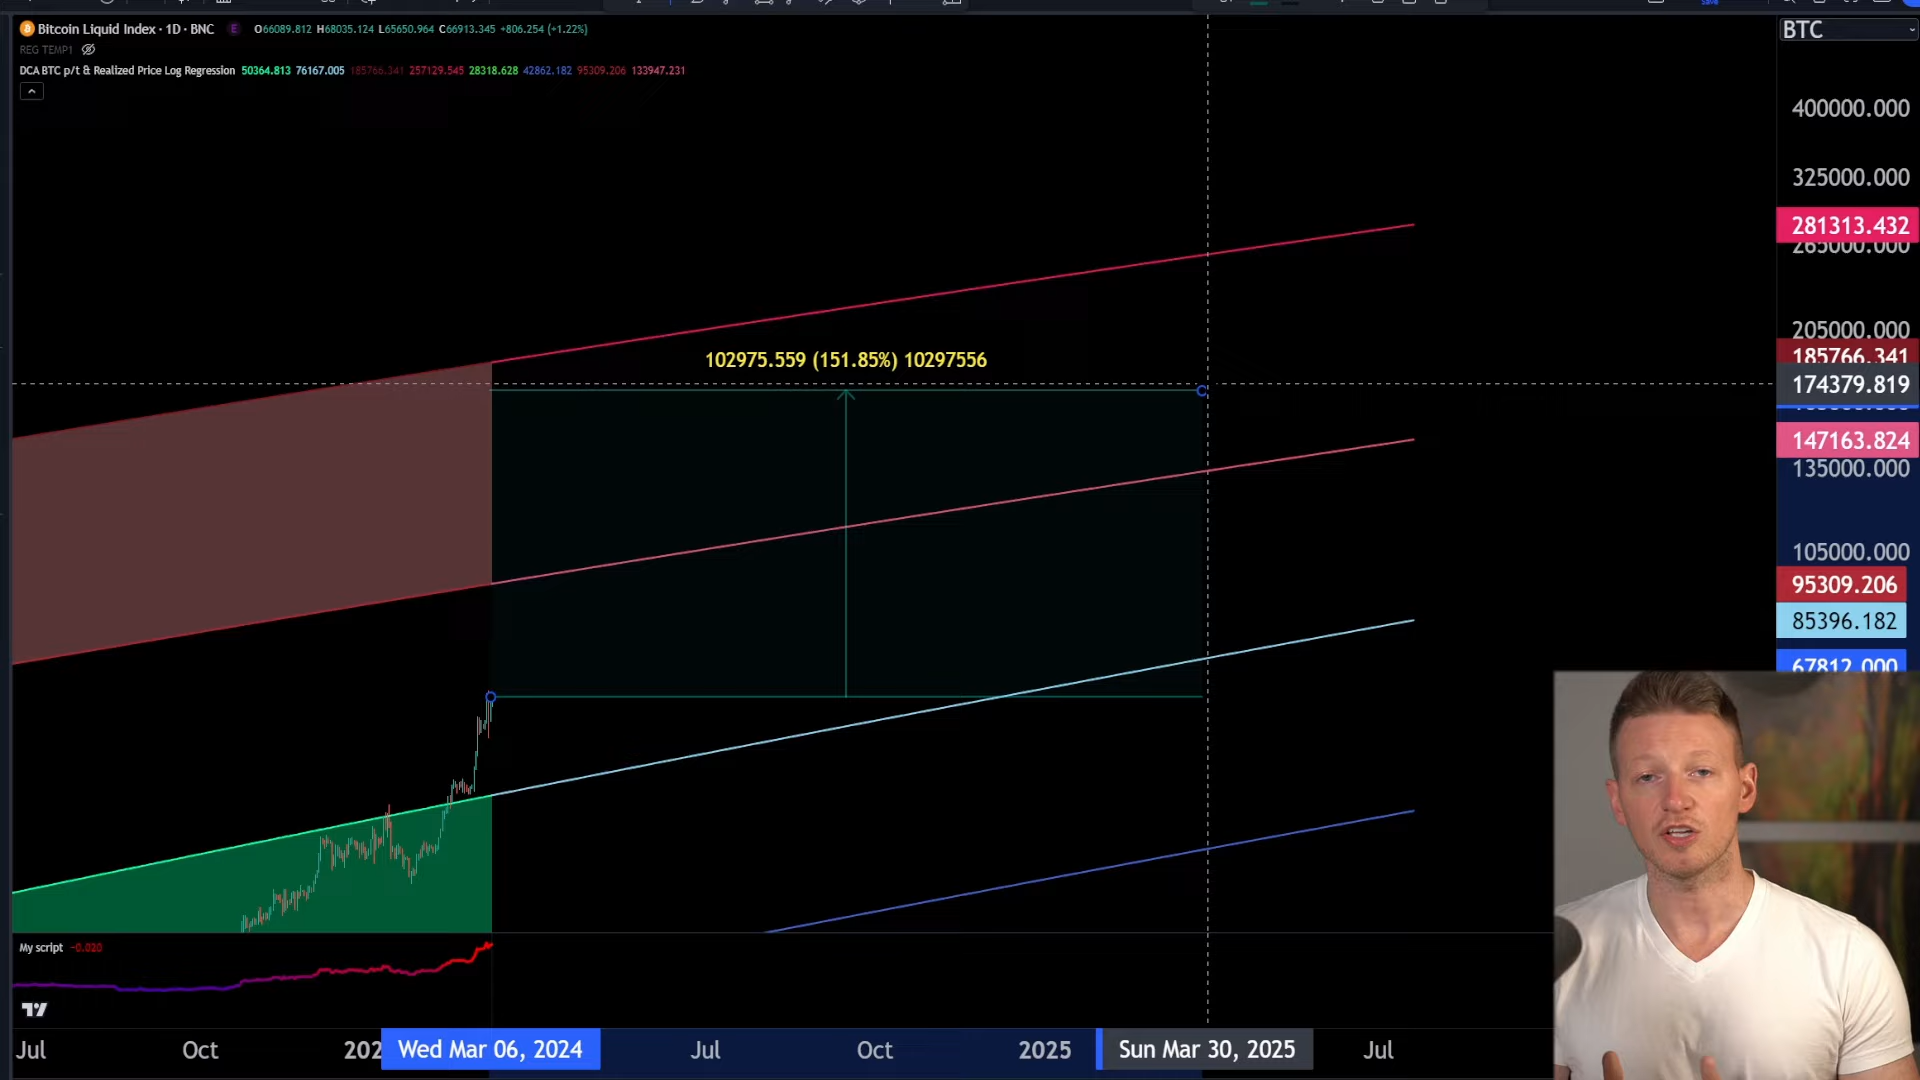 Bitcoin Liquid Index · 1D · BNC E O66089.812 H68035.124 L65650.964 C66913.345 +806.254 (+1.22%)
REG TEMP1
DCA BTC p/t & Realized Price Log Regression 50364.813 76167.005 185766.341 257129.545 28318.628 42862.182 95309.206 133947.231
BTC
400000.000
325000.000
281313.432
265000.000
205000.000
185766.341
174379.819
147163.824
135000.000
105000.000
95309.206
85396.182
67812.000
102975.559 (151.85%) 10297556
My script -0.020
Jul Oct Wed Mar 06, 2024 Jul Oct 2025 Sun Mar 30, 2025 Jul